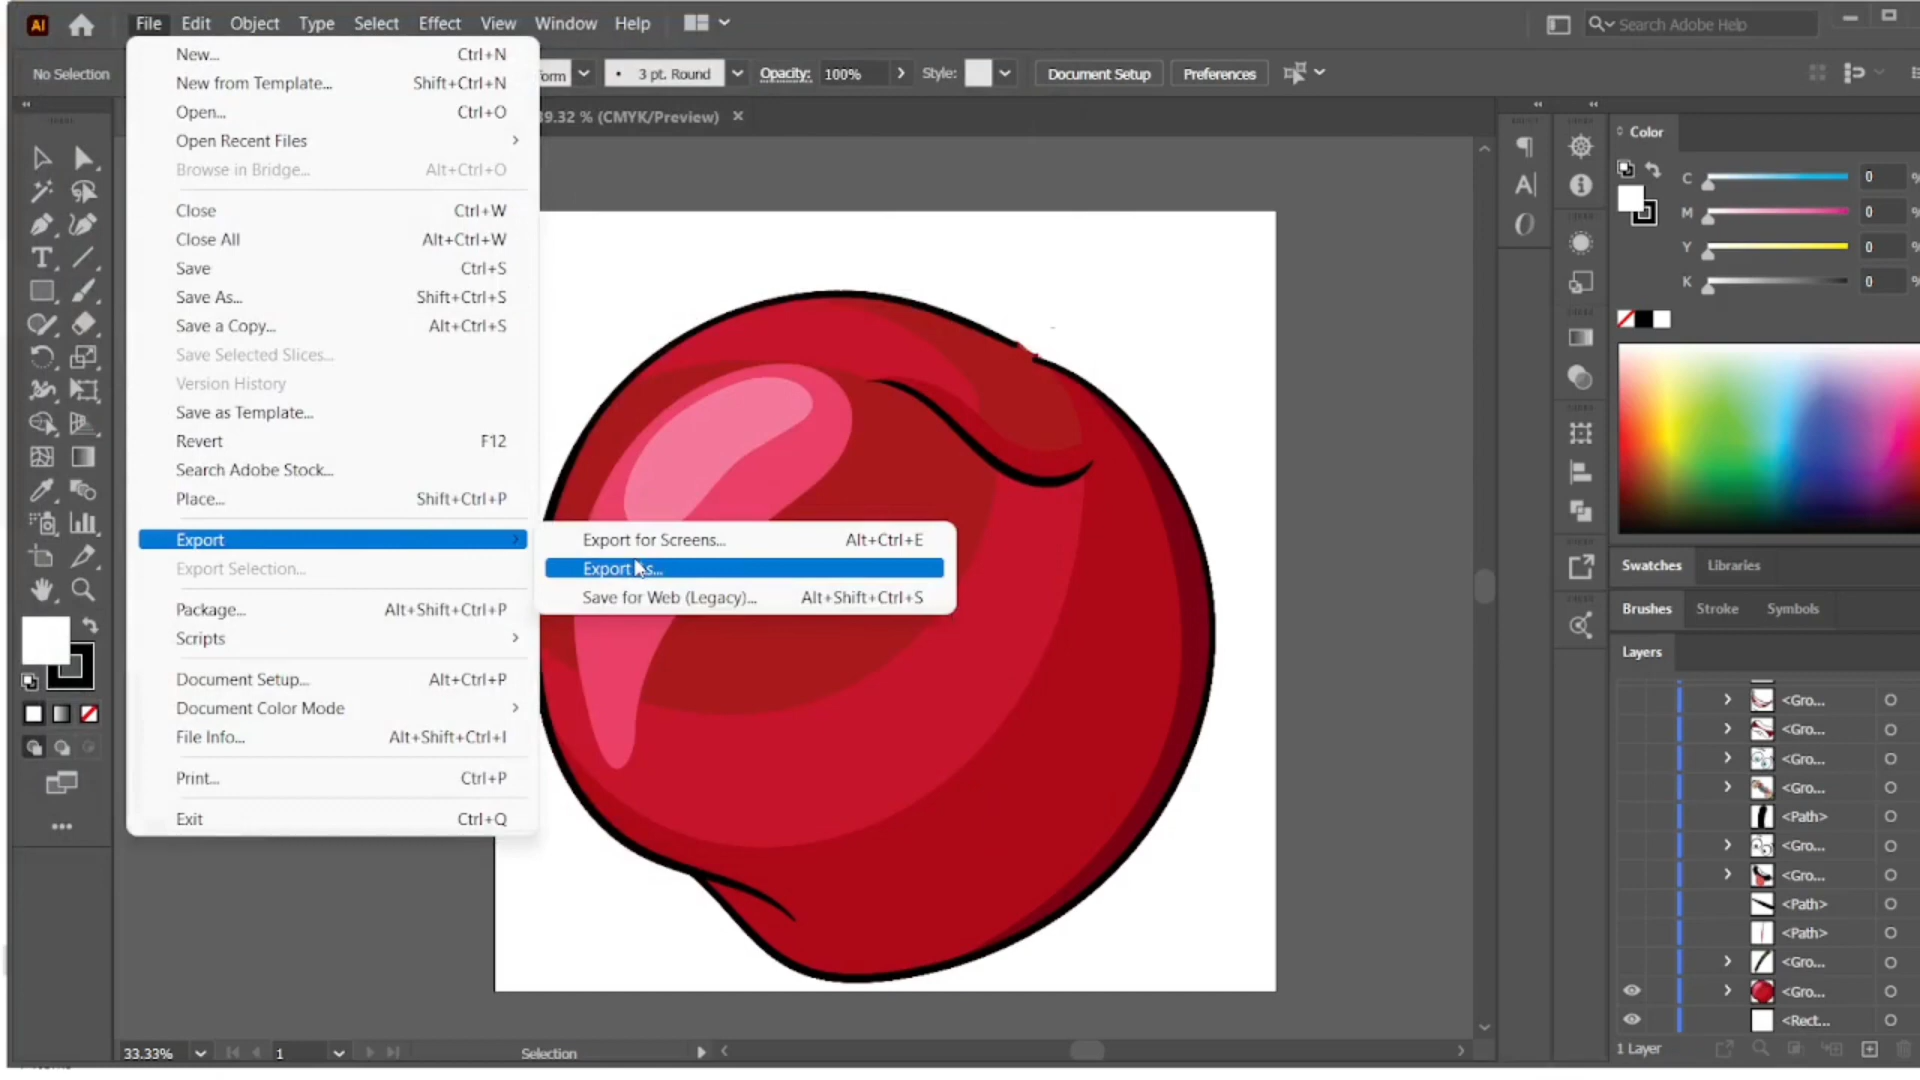 Ai File Edit Object Type Select Effect View Window Help
Search Adobe Help
No Selection
3 pt. Round
Opacity: 100%
Style:
Document Setup
Preferences
9.32 % (CMYK/Preview) ×
New... Ctrl+N
New from Template... Shift+Ctrl+N
Open... Ctrl+O
Open Recent Files
Browse in Bridge... Alt+Ctrl+O
Close Ctrl+W
Close All Alt+Ctrl+W
Save Ctrl+S
Save As... Shift+Ctrl+S
Save a Copy... Alt+Ctrl+S
Save Selected Slices...
Version History
Save as Template...
Revert F12
Search Adobe Stock...
Place... Shift+Ctrl+P
Export
Export Selection...
Package... Alt+Shift+Ctrl+P
Scripts
Document Setup... Alt+Ctrl+P
Document Color Mode
File Info... Alt+Shift+Ctrl+I
Print... Ctrl+P
Exit Ctrl+Q
Export for Screens... Alt+Ctrl+E
Export As...
Save for Web (Legacy)... Alt+Shift+Ctrl+S
Color
C 0 %
M 0 %
Y 0 %
K 0 %
Swatches Libraries
Brushes Stroke Symbols
Layers
<Gro...
<Gro...
<Gro...
<Gro...
<Path>
<Gro...
<Gro...
<Path>
<Path>
<Gro...
<Gro...
<Rect...
1 Layer
33.33% 1 Selection